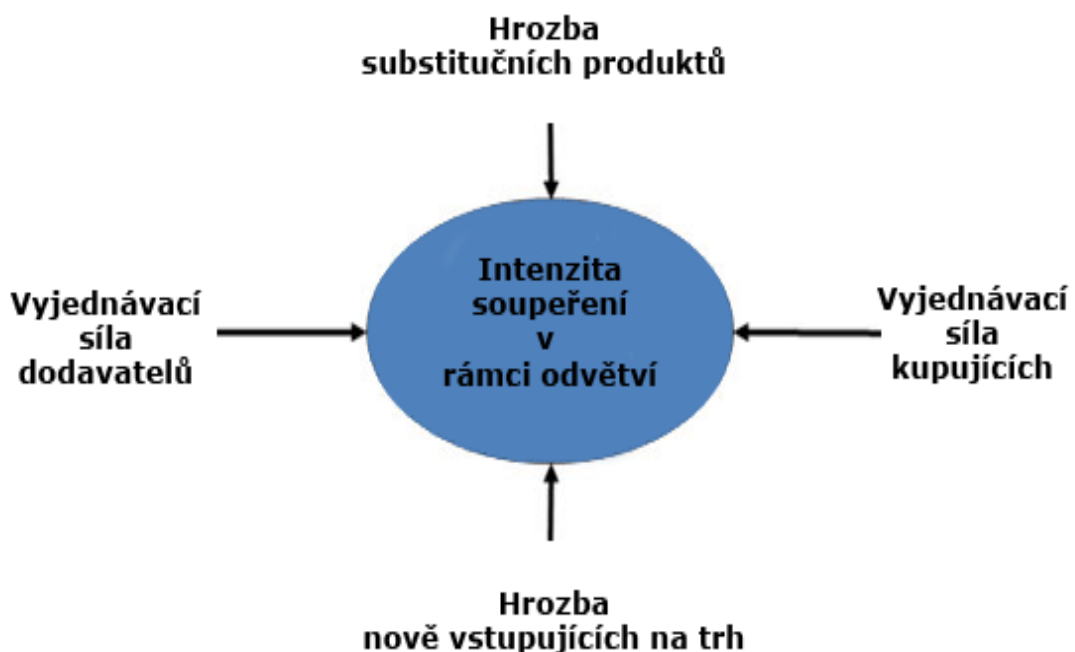 Hrozba
substitučních produktů
Vyjednávací
síla
dodavatelů
Intenzita
soupeření
v
rámci odvětví
Vyjednávací
síla
kupujících
Hrozba
nově vstupujících na trh